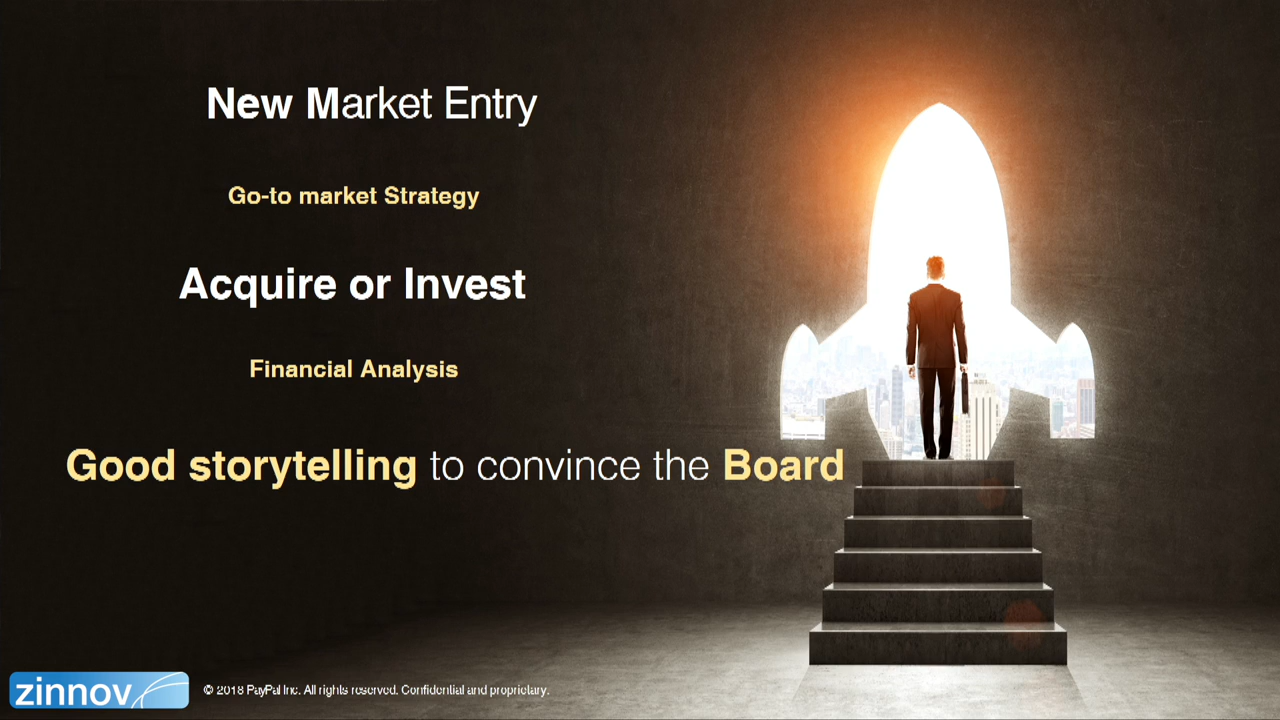 New Market Entry
Go-to market Strategy
Acquire or Invest
Financial Analysis
Good storytelling to convince the Board
zinnov
© 2018 PayPal Inc. All rights reserved. Confidential and proprietary.